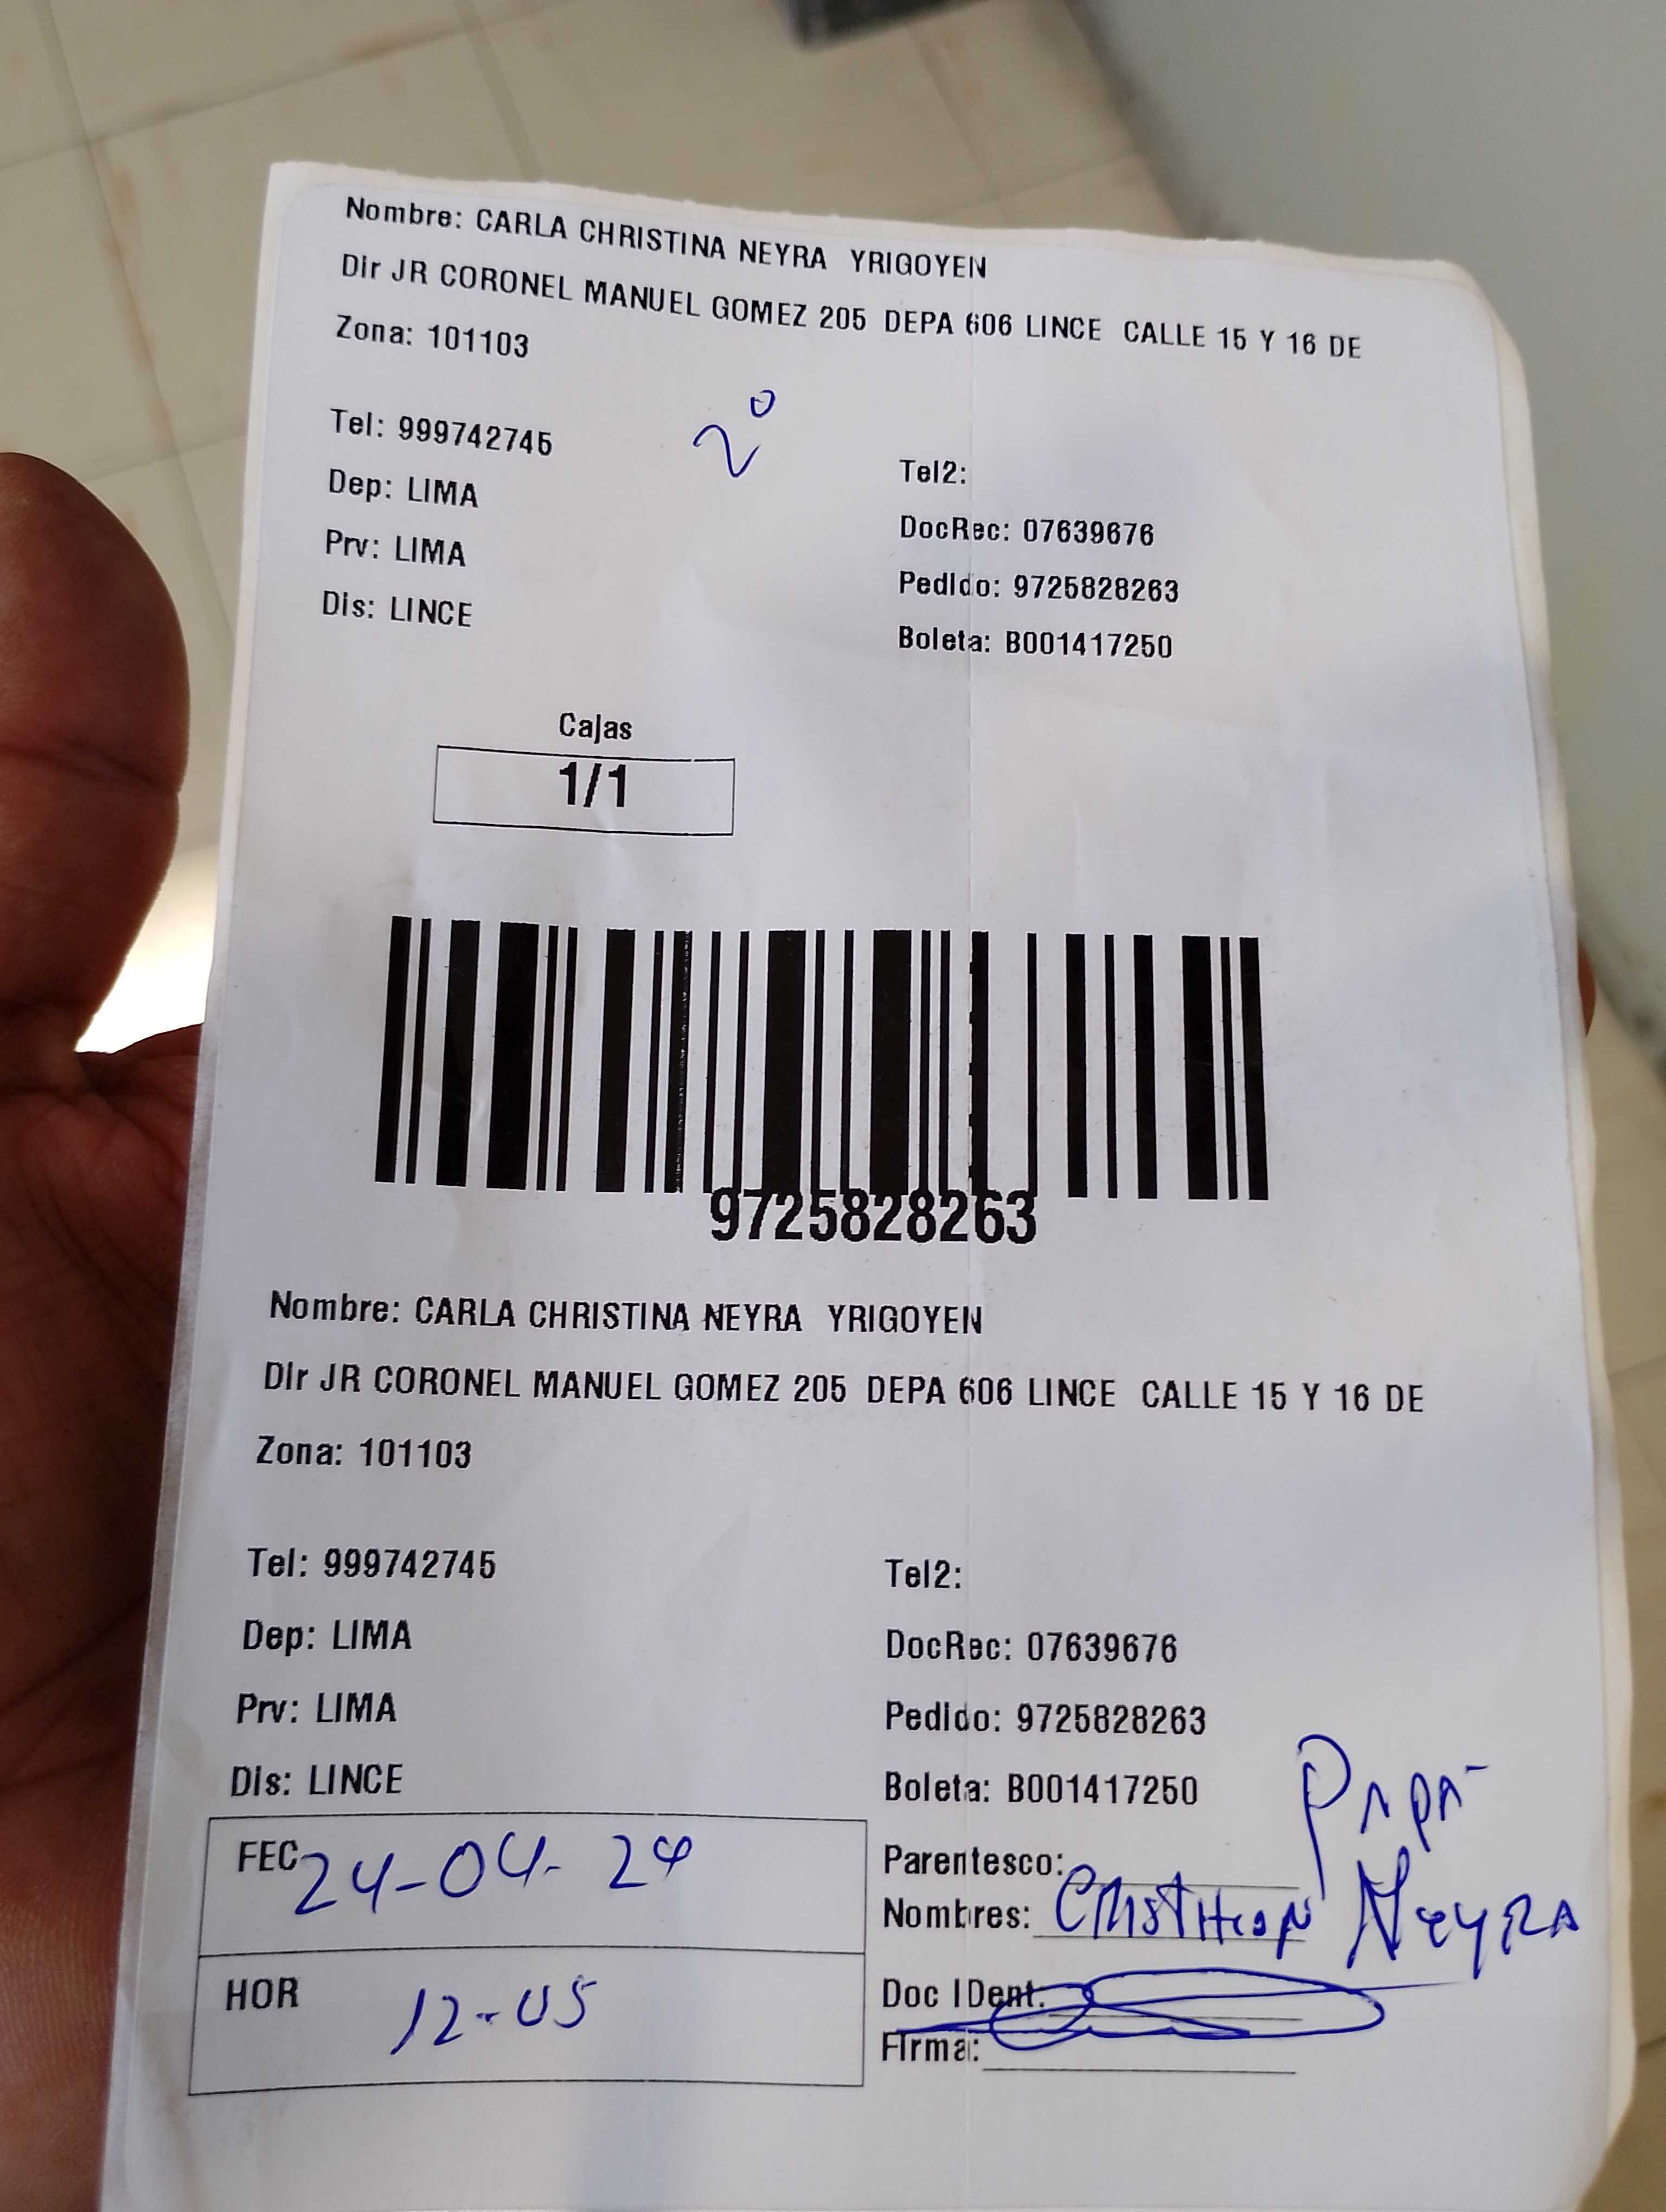 Nombre: CARLA CHRISTINA NEYRA YRIGOYEN
Dir JR CORONEL MANUEL GOMEZ 205 DEPA 606 LINCE CALLE 15 Y 16 DE
Zona: 101103
Tel: 999742745
Tel2:
Dep: LIMA
DocRec: 07639676
Prv: LIMA
Pedido: 9725828263
Dis: LINCE
Boleta: B001417250
Cajas
1/1
9725828263
Nombre: CARLA CHRISTINA NEYRA YRIGOYEN
Dir JR CORONEL MANUEL GOMEZ 205 DEPA 606 LINCE CALLE 15 Y 16 DE
Zona: 101103
Tel: 999742745
Tel2:
Dep: LIMA
DocRec: 07639676
Prv: LIMA
Pedido: 9725828263
Dis: LINCE
Boleta: B001417250
FEC 24-04-24
Parentesco: PAPA
Nombres: NEYRA
HOR 12-05
Doc IDent.
Firma: